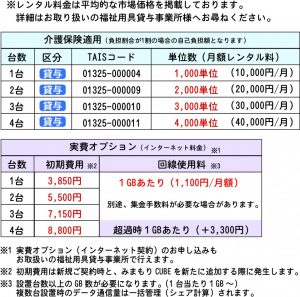 ※レンタル料金は平均的な市場価格を掲載しております。
詳細はお取り扱いの福祉用具貸与事業所様へお尋ねください。
介護保険適用(負担割合が1割の場合の自己負担額となります)
台数 区分 TAISコード 単位数(月額レンタル料)
1台 貸与 01325-000004 1,000単位 (10,000円/月)
2台 貸与 01325-000009 2,000単位 (20,000円/月)
3台 貸与 01325-000010 3,000単位 (30,000円/月)
4台 貸与 01325-000011 4,000単位 (40,000円/月)
実費オプション(インターネット料金) ※1
台数 初期費用 ※2 回線使用料 ※3
1台 3,850円 1GBあたり(1,100円/月額)
2台 5,500円 別途、集金手数料が必要な場合があります。
3台 7,150円
4台 8,800円 超過時1GBあたり(+3,300円)
※1 実費オプション(インターネット契約)のお申し込みも
お取扱いの福祉用具貸与事業所で行えます。
※2 初期費用は新規ご契約時と、みまもりCUBEを新たに追加する際に発生します。
※3 設置台数以上のGB数が必要になります。(1台当たり1GB～)
複数台設置時のデータ通信量は一括管理(シェア計算)されます。